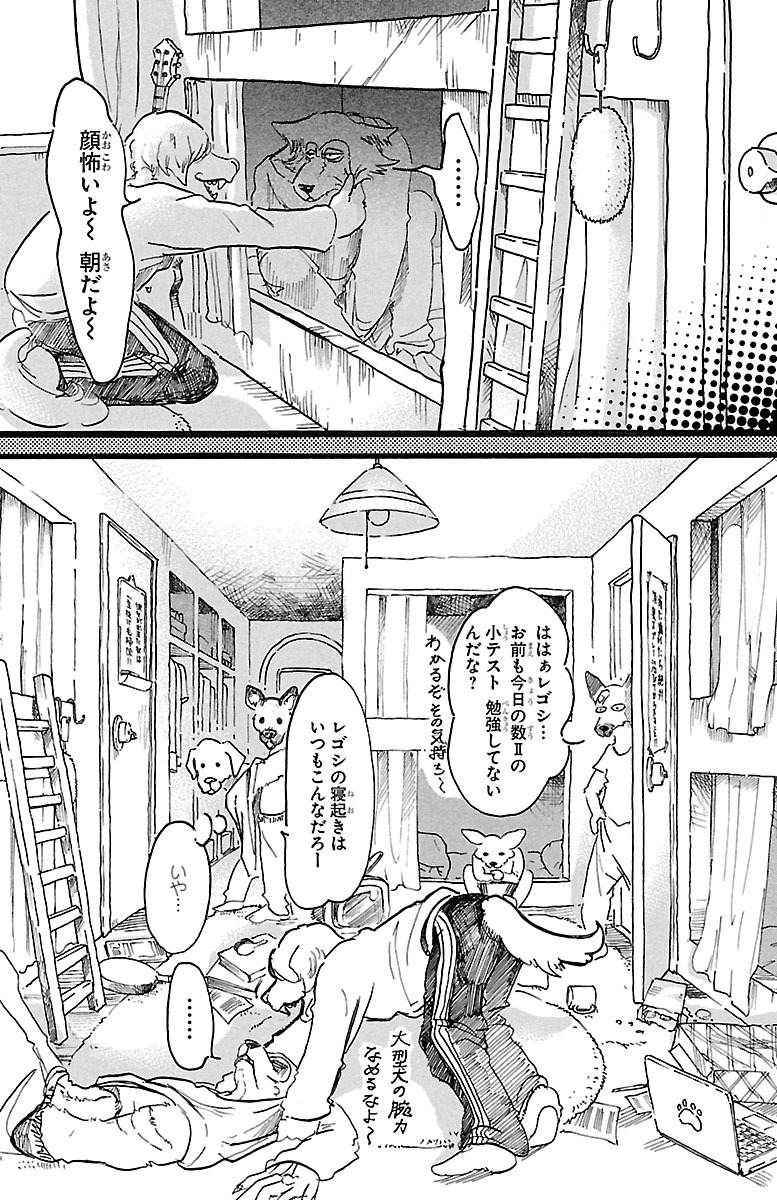 ……
顔怖いよ〜
朝だよ〜
ははぁレゴシ…
お前も今日の数Ⅱの
小テスト 勉強してない
んだな?
わかるぞその気持ち〜
レゴシの寝起きは
いつもこんなだろー
いや…
……
大型犬の腕力
なめるなよ〜